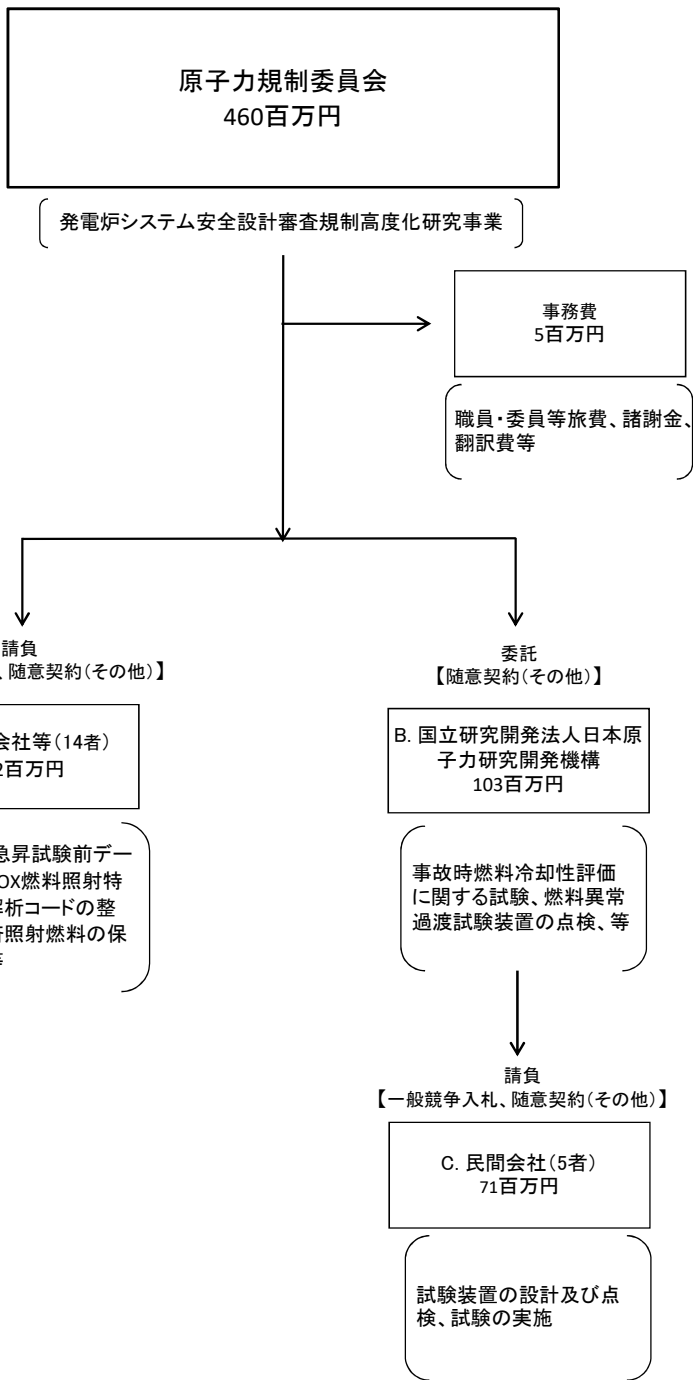 原子力規制委員会
460百万円
発電炉システム安全設計審査規制高度化研究事業
事務費
5百万円
職員・委員等旅費、諸謝金、
翻訳費等
請負
、随意契約(その他)】
会社等(14者)
2百万円
急昇試験前デー
OX燃料照射特
解析コードの整
照射燃料の保
委託
【随意契約(その他)】
B. 国立研究開発法人日本原
子力研究開発機構
103百万円
事故時燃料冷却性評価
に関する試験、燃料異常
過渡試験装置の点検、等
請負
【一般競争入札、随意契約(その他)】
C. 民間会社(5者)
71百万円
試験装置の設計及び点
検、試験の実施